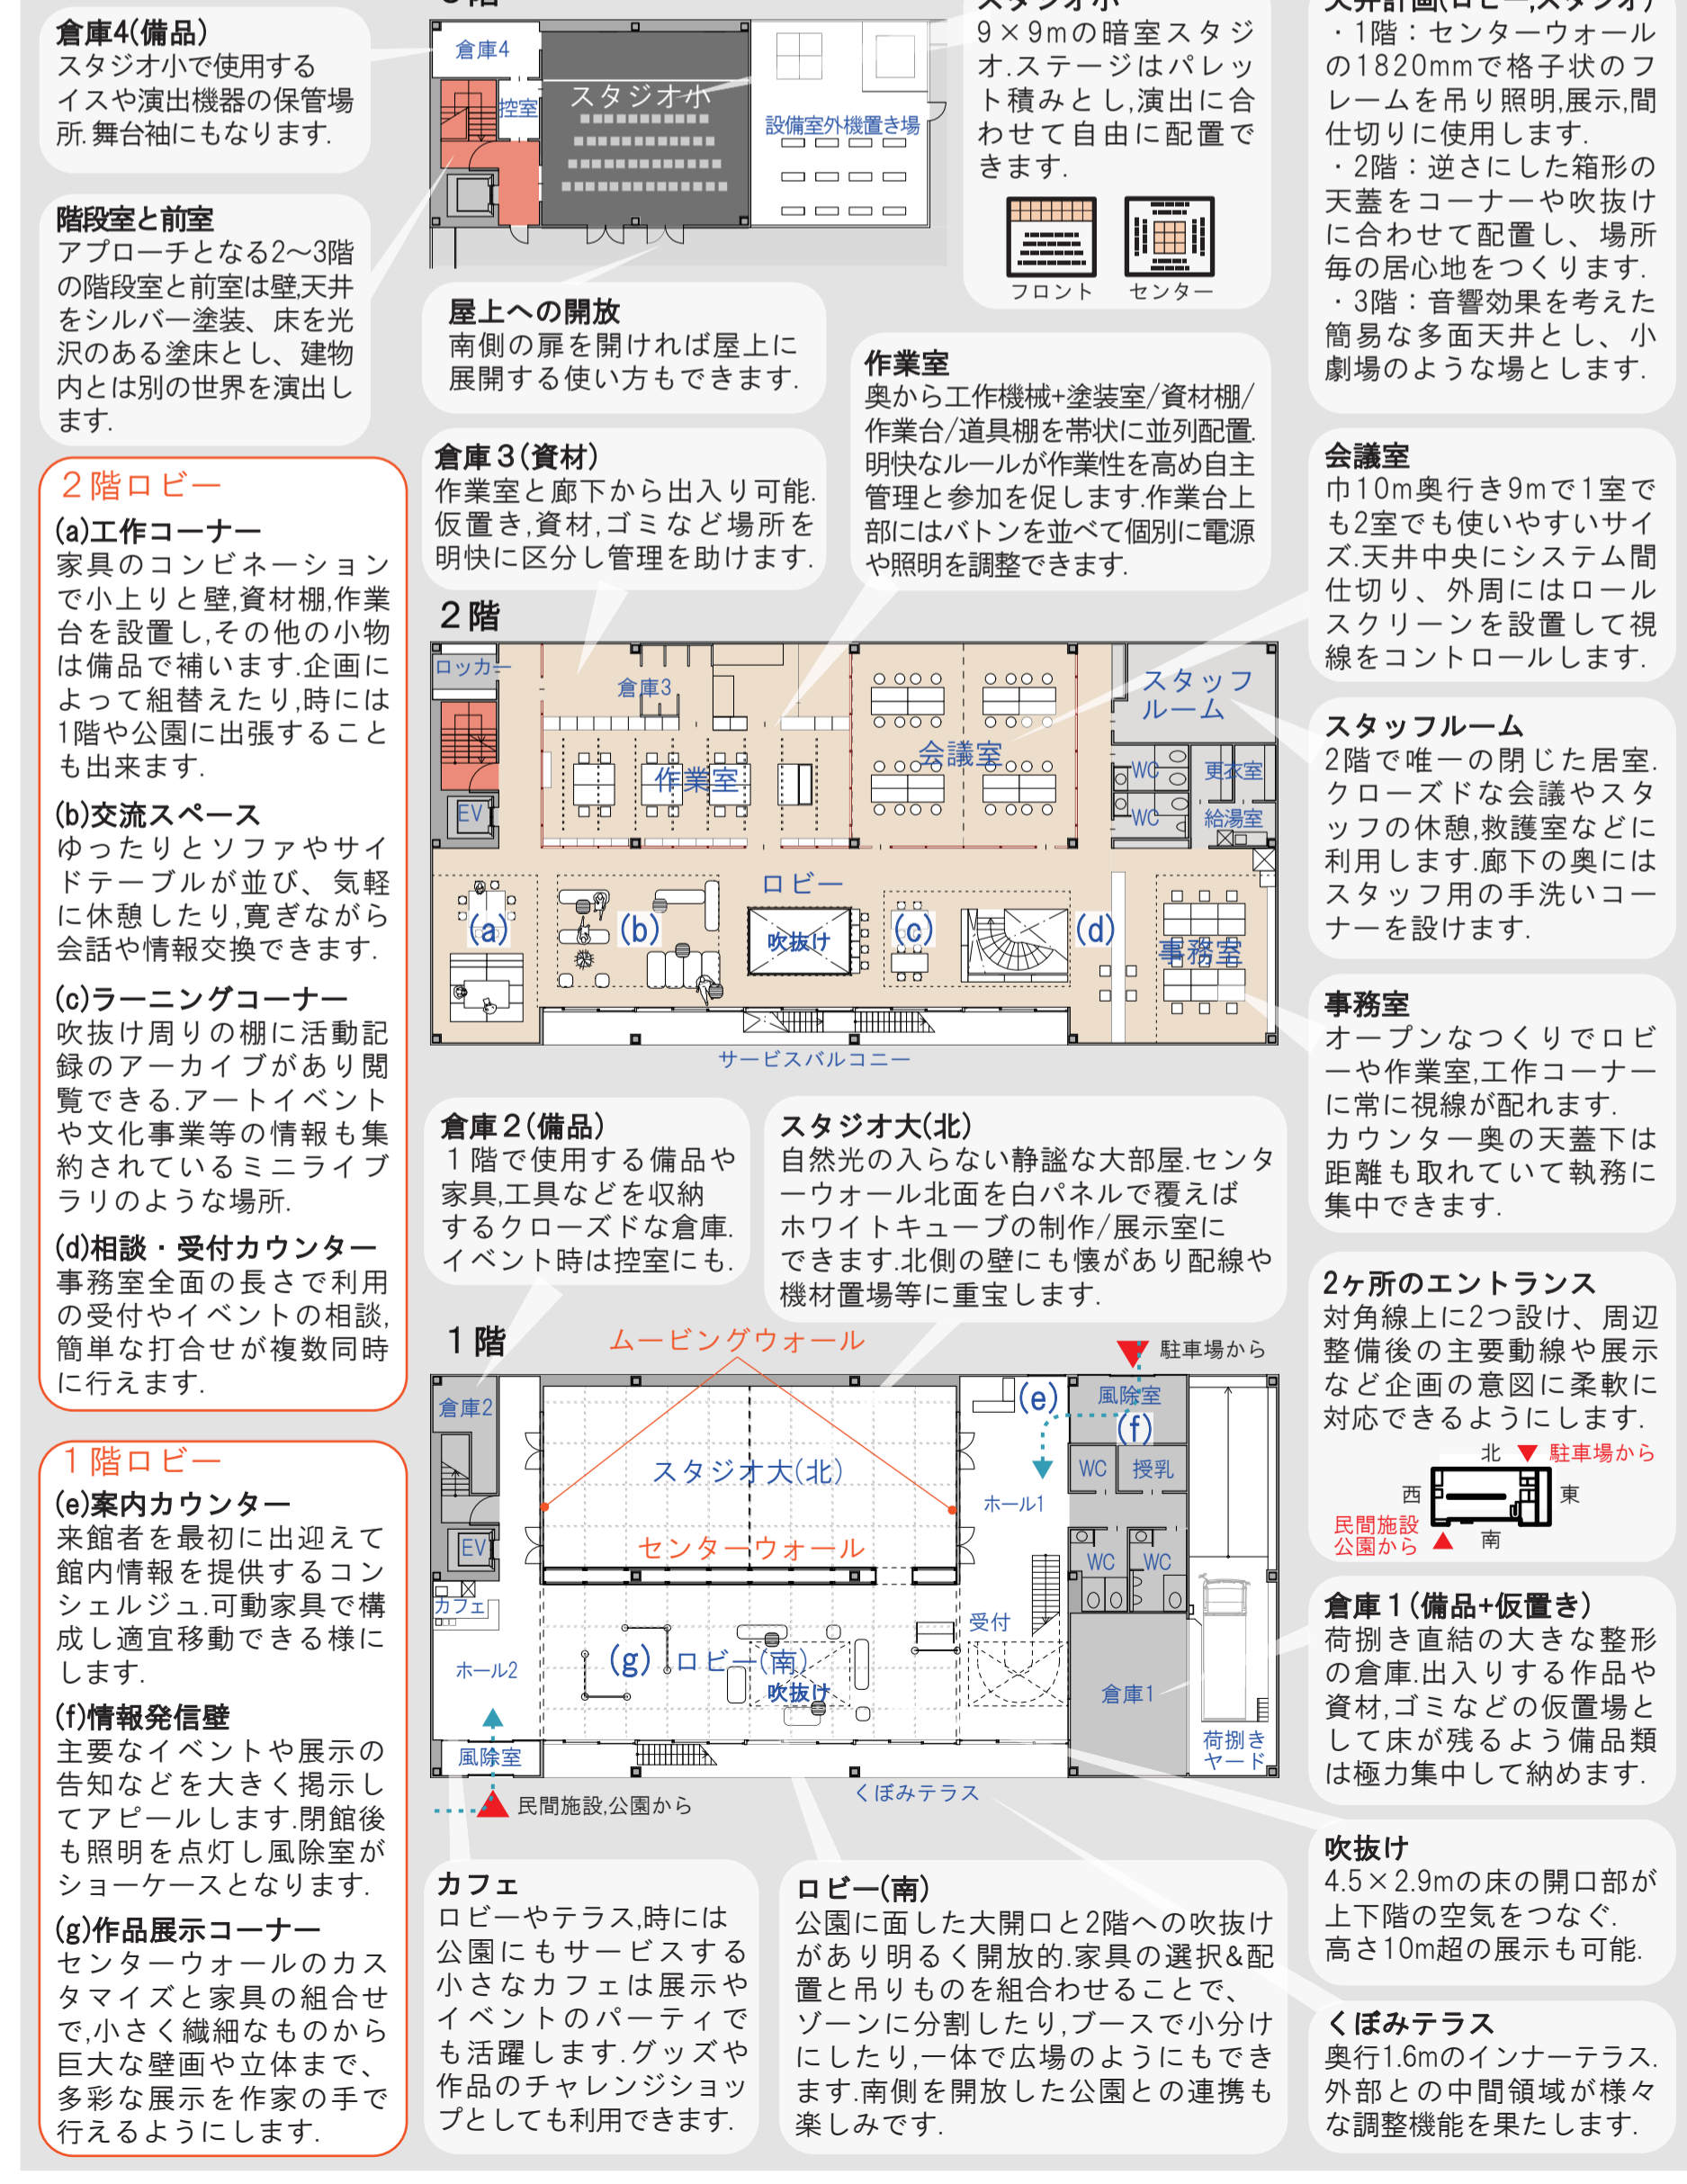 倉庫4(備品)
スタジオ小で使用する
イスや演出機器の保管場
所.舞台袖にもなります.
階段室と前室
アプローチとなる2〜3階
の階段室と前室は壁,天井
をシルバー塗装、床を光
沢のある塗床とし、建物
内とは別の世界を演出し
ます.
2階ロビー
(a)工作コーナー
家具のコンビネーション
で小上りと壁,資材棚,作業
台を設置し,その他の小物
は備品で補います.企画に
よって組替えたり,時には
1階や公園に出張すること
も出来ます.
(b)交流スペース
ゆったりとソファやサイ
ドテーブルが並び、気軽
に休憩したり,寛ぎながら
会話や情報交換できます.
(c)ラーニングコーナー
吹抜け周りの棚に活動記
録のアーカイブがあり閲
覧できる.アートイベント
や文化事業等の情報も集
約されているミニライブ
ラリのような場所.
(d)相談・受付カウンター
事務室全面の長さで利用
の受付やイベントの相談,
簡単な打合せが複数同時
に行えます.
1階ロビー
(e)案内カウンター
来館者を最初に出迎えて
館内情報を提供するコン
シェルジュ.可動家具で構
成し適宜移動できる様に
します.
(f)情報発信壁
主要なイベントや展示の
告知などを大きく掲示し
てアピールします.閉館後
も照明を点灯し風除室が
ショーケースとなります.
(g)作品展示コーナー
センターウォールのカス
タマイズと家具の組合せ
で,小さく繊細なものから
巨大な壁画や立体まで、
多彩な展示を作家の手で
行えるようにします.
倉庫4
控室
スタジオ小
設備室外機置き場
屋上への開放
南側の扉を開ければ屋上に
展開する使い方もできます.
倉庫3(資材)
作業室と廊下から出入り可能.
仮置き,資材,ゴミなど場所を
明快に区分し管理を助けます.
作業室
奥から工作機械+塗装室/資材棚/
作業台/道具棚を帯状に並列配置.
明快なルールが作業性を高め自主
管理と参加を促します.作業台上
部にはバトンを並べて個別に電源
や照明を調整できます.
2階
ロッカー
倉庫3
作業室
会議室
スタッフ
ルーム
WC
更衣室
WC
給湯室
EV
ロビー
(a)
(b)
吹抜け
(c)
(d)
事務室
サービスバルコニー
倉庫2(備品)
1階で使用する備品や
家具,工具などを収納
するクローズドな倉庫.
イベント時は控室にも.
スタジオ大(北)
自然光の入らない静謐な大部屋.センタ
ーウォール北面を白パネルで覆えば
ホワイトキューブの制作/展示室に
できます.北側の壁にも懐があり配線や
機材置場等に重宝します.
1階
ムービングウォール
駐車場から
倉庫2
(e)
風除室
(f)
スタジオ大(北)
WC
授乳
ホール1
センターウォール
EV
WC
WC
カフェ
受付
(g)
ロビー(南)
ホール2
吹抜け
倉庫1
風除室
荷捌き
ヤード
民間施設,公園から
くぼみテラス
カフェ
ロビーやテラス,時には
公園にもサービスする
小さなカフェは展示や
イベントのパーティで
も活躍します.グッズや
作品のチャレンジショッ
プとしても利用できます.
ロビー(南)
公園に面した大開口と2階への吹抜け
があり明るく開放的.家具の選択&配
置と吊りものを組合わせることで、
ゾーンに分割したり,ブースで小分け
にしたり,一体で広場のようにもでき
ます.南側を開放した公園との連携も
楽しみです.
9×9mの暗室スタジ
オ.ステージはパレッ
ト積みとし,演出に合
わせて自由に配置で
きます.
フロント
センター
・1階：センターウォール
の1820mmで格子状のフ
レームを吊り照明,展示,間
仕切りに使用します.
・2階：逆さにした箱形の
天蓋をコーナーや吹抜け
に合わせて配置し、場所
毎の居心地をつくります.
・3階：音響効果を考えた
簡易な多面天井とし、小
劇場のような場とします.
会議室
巾10m奥行き9mで1室で
も2室でも使いやすいサイ
ズ.天井中央にシステム間
仕切り、外周にはロール
スクリーンを設置して視
線をコントロールします.
スタッフルーム
2階で唯一の閉じた居室.
クローズドな会議やスタ
ッフの休憩,救護室などに
利用します.廊下の奥には
スタッフ用の手洗いコー
ナーを設けます.
事務室
オープンなつくりでロビ
ーや作業室,工作コーナー
に常に視線が配れます.
カウンター奥の天蓋下は
距離も取れていて執務に
集中できます.
2ヶ所のエントランス
対角線上に2つ設け、周辺
整備後の主要動線や展示
など企画の意図に柔軟に
対応できるようにします.
北
駐車場から
西
東
民間施設
公園から
南
倉庫1(備品+仮置き)
荷捌き直結の大きな整形
の倉庫.出入りする作品や
資材,ゴミなどの仮置場と
して床が残るよう備品類
は極力集中して納めます.
吹抜け
4.5×2.9mの床の開口部が
上下階の空気をつなぐ.
高さ10m超の展示も可能.
くぼみテラス
奥行1.6mのインナーテラス.
外部との中間領域が様々
な調整機能を果たします.